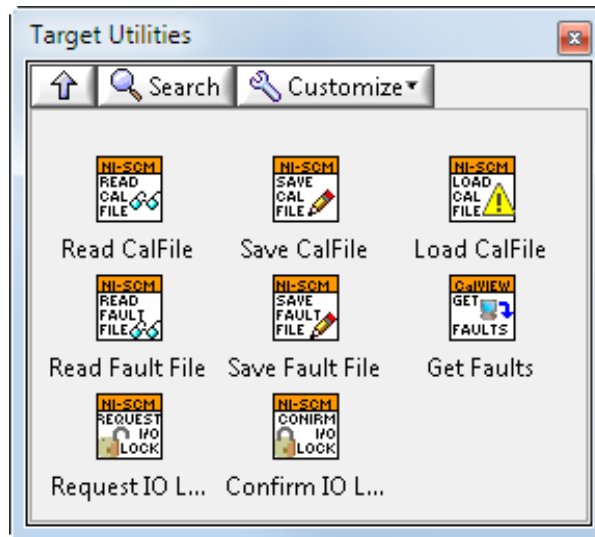 Target Utilities
Search Customize
NI-SCM NI-SCM NI-SCM
READ SAVE LOAD
CAL CAL CAL
FILE FILE FILE
Read CalFile Save CalFile Load CalFile
NI-SCM NI-SCM CalVIEW
READ SAVE GET
FAULT FAULT
FILE FILE FAULTS
Read Fault File Save Fault File Get Faults
NI-SCM NI-SCM
REQUEST CONIRM
I/O I/O
LOCK LOCK
Request IO L... Confirm IO L...